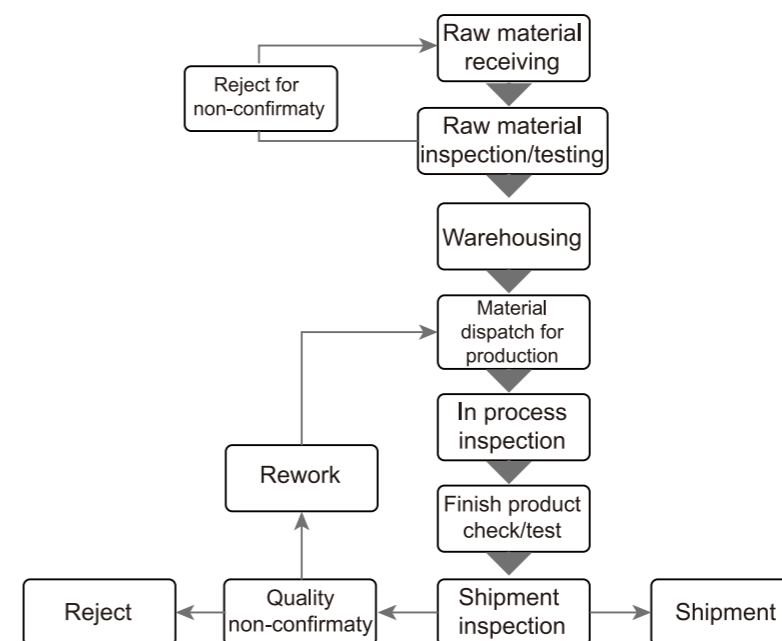 Raw material
receiving
Reject for
non-confirmaty
Raw material
inspection/testing
Warehousing
Material
dispatch for
production
In process
inspection
Rework
Finish product
check/test
Reject
Quality
non-confirmaty
Shipment
inspection
Shipment